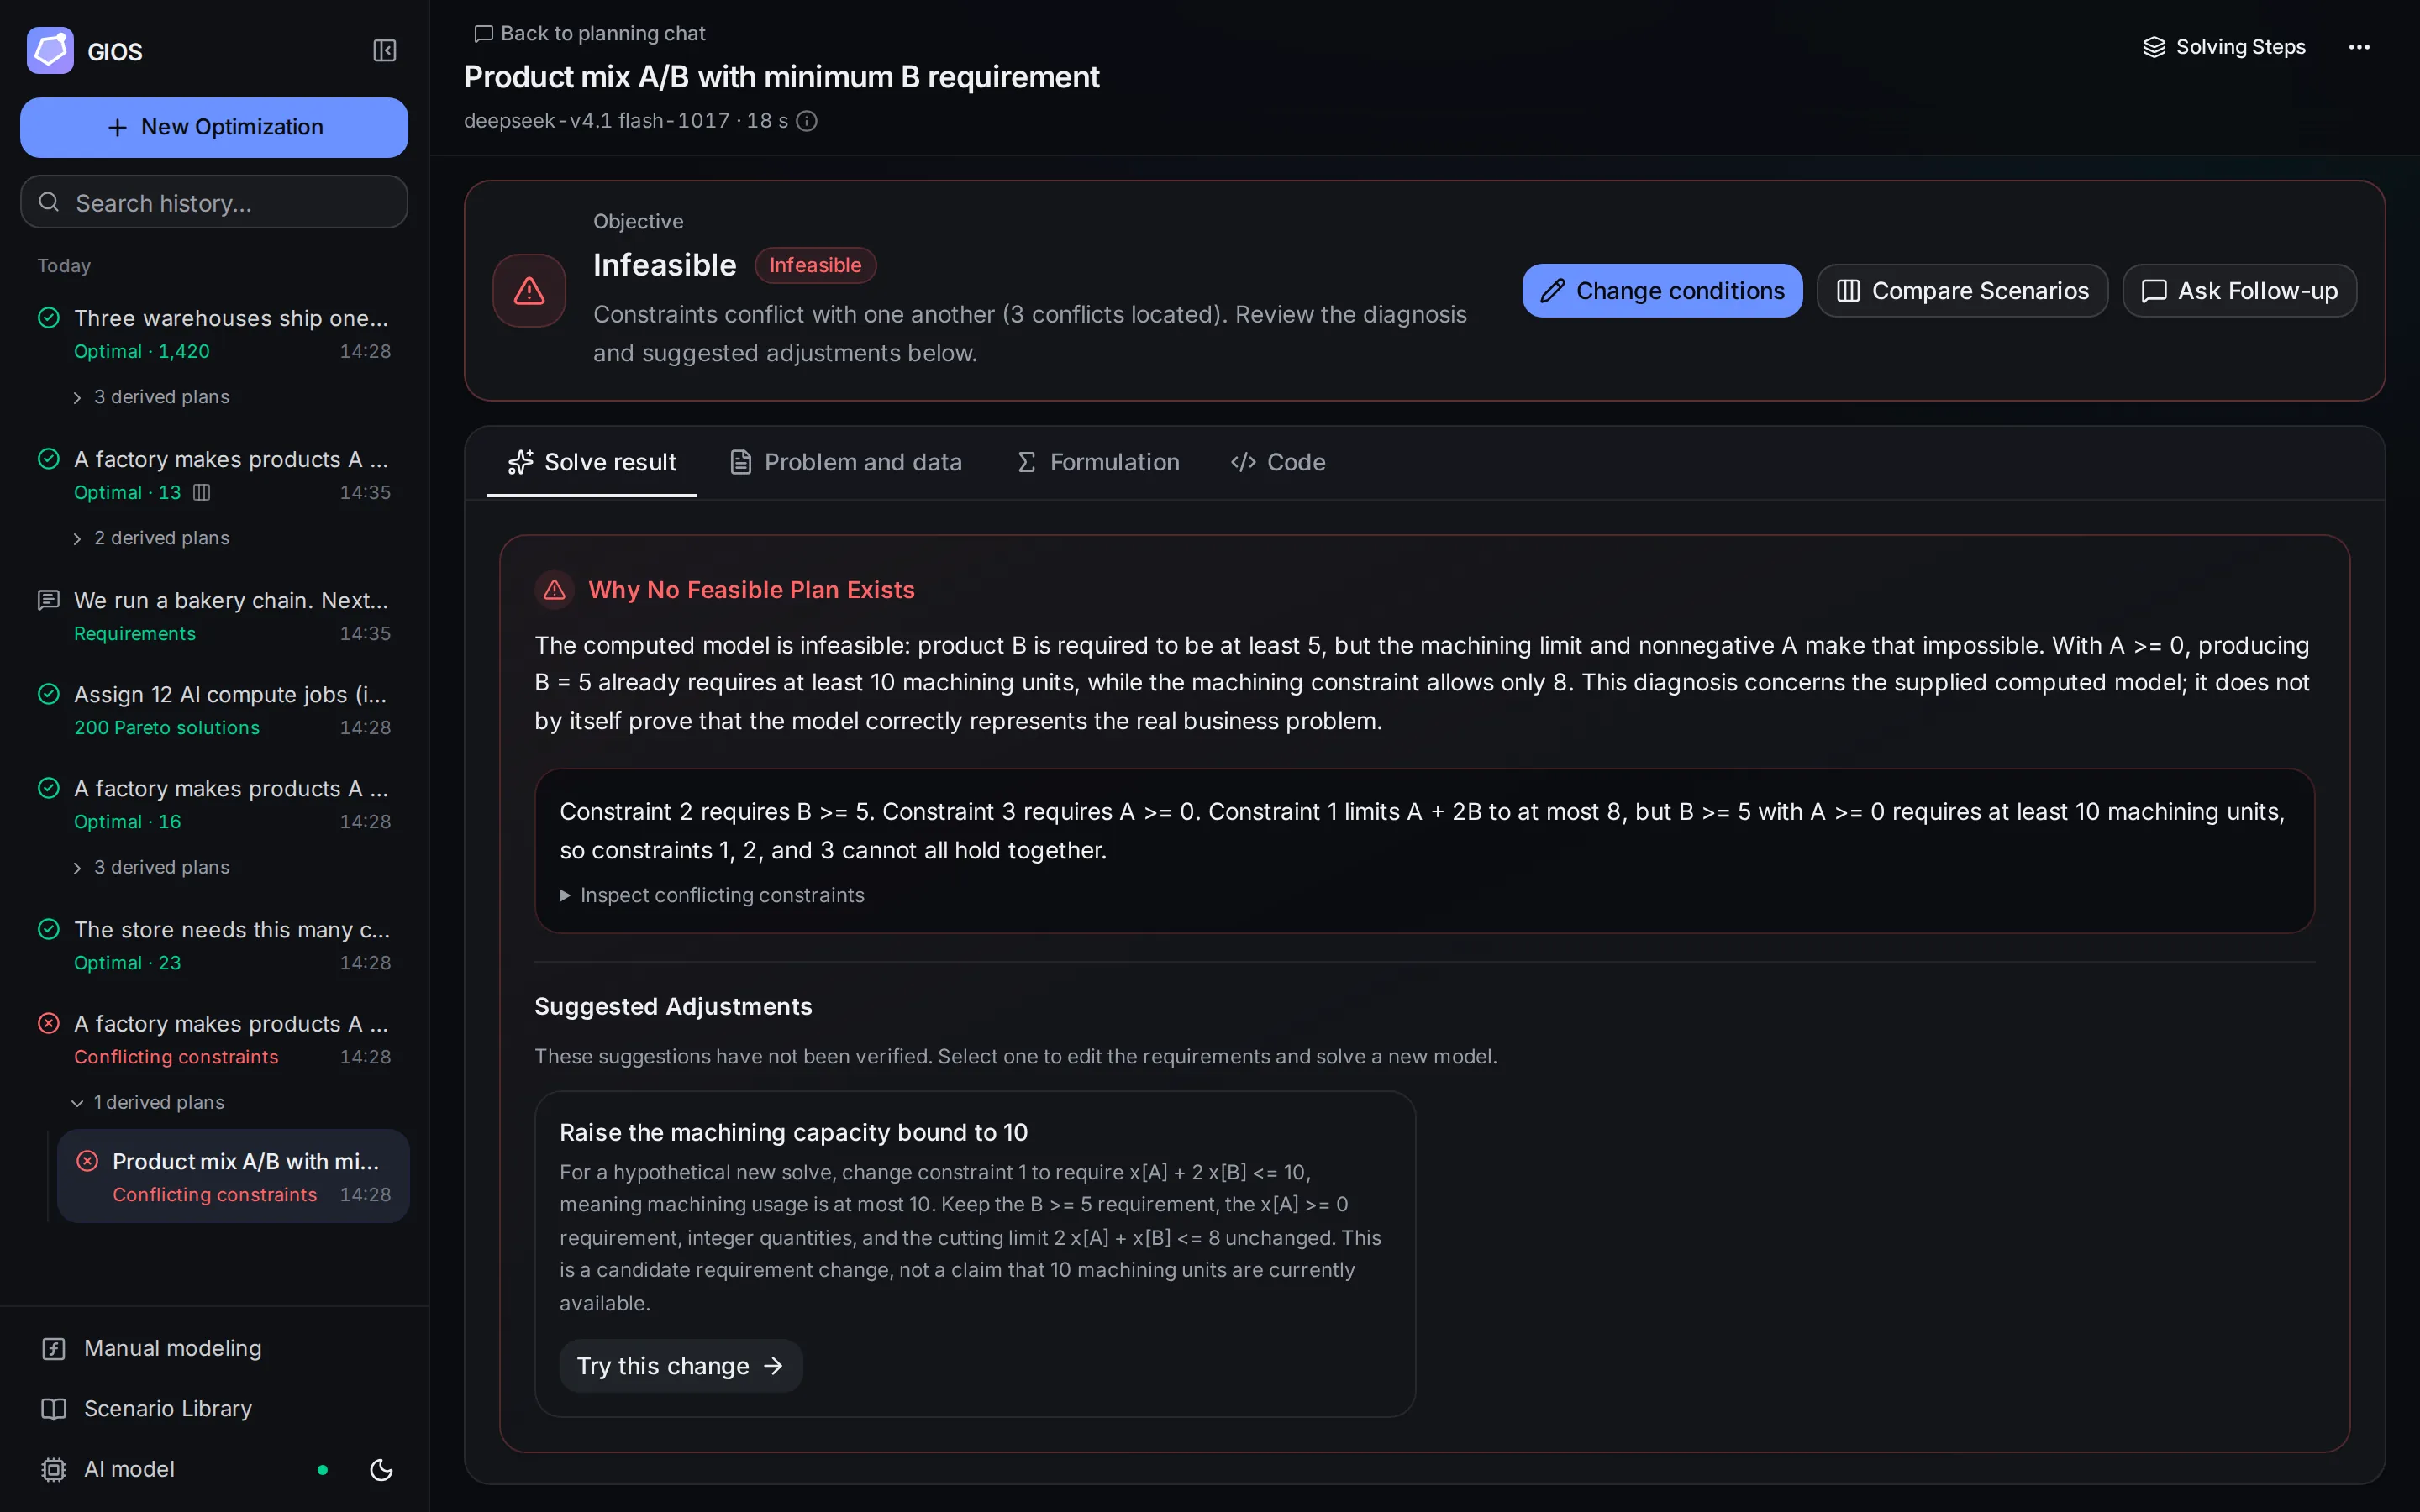 GIOS
New Optimization
Search history...
Today
Three warehouses ship one...
Optimal · 1,420 14:28
3 derived plans
A factory makes products A ...
Optimal · 13 14:35
2 derived plans
We run a bakery chain. Next...
Requirements 14:35
Assign 12 AI compute jobs (i...
200 Pareto solutions 14:28
A factory makes products A ...
Optimal · 16 14:28
3 derived plans
The store needs this many c...
Optimal · 23 14:28
A factory makes products A ...
Conflicting constraints 14:28
1 derived plans
Product mix A/B with mi...
Conflicting constraints 14:28
Manual modeling
Scenario Library
AI model
Back to planning chat
Product mix A/B with minimum B requirement
deepseek-v4.1 flash-1017 · 18 s
Solving Steps
Objective
Infeasible Infeasible
Constraints conflict with one another (3 conflicts located). Review the diagnosis
and suggested adjustments below.
Change conditions
Compare Scenarios
Ask Follow-up
Solve result
Problem and data
Formulation
Code
Why No Feasible Plan Exists
The computed model is infeasible: product B is required to be at least 5, but the machining limit and nonnegative A make that impossible. With A >= 0, producing
B = 5 already requires at least 10 machining units, while the machining constraint allows only 8. This diagnosis concerns the supplied computed model; it does not
by itself prove that the model correctly represents the real business problem.
Constraint 2 requires B >= 5. Constraint 3 requires A >= 0. Constraint 1 limits A + 2B to at most 8, but B >= 5 with A >= 0 requires at least 10 machining units,
so constraints 1, 2, and 3 cannot all hold together.
Inspect conflicting constraints
Suggested Adjustments
These suggestions have not been verified. Select one to edit the requirements and solve a new model.
Raise the machining capacity bound to 10
For a hypothetical new solve, change constraint 1 to require x[A] + 2 x[B] <= 10,
meaning machining usage is at most 10. Keep the B >= 5 requirement, the x[A] >= 0
requirement, integer quantities, and the cutting limit 2 x[A] + x[B] <= 8 unchanged. This
is a candidate requirement change, not a claim that 10 machining units are currently
available.
Try this change